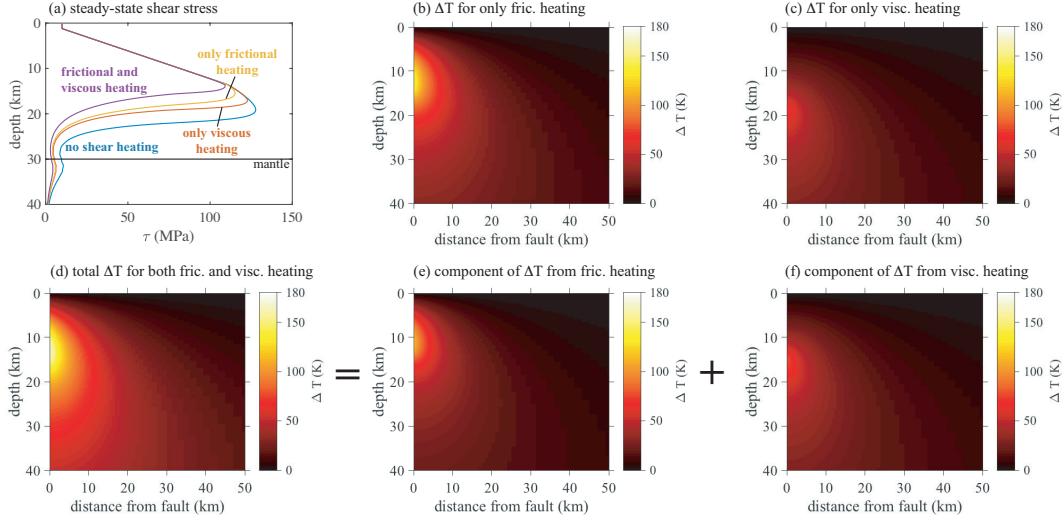 (a) steady-state shear stress
0
10
20
30
40
depth (km)
0
50
100
150
τ (MPa)
frictional and
viscous heating
only frictional
heating
only viscous
heating
no shear heating
mantle
(b) ΔT for only fric. heating
0
10
20
30
40
depth (km)
0 10 20 30 40 50
distance from fault (km)
180
150
100
50
0
Δ T (K)
(c) ΔT for only visc. heating
0
10
20
30
40
depth (km)
0 10 20 30 40 50
distance from fault (km)
180
150
100
50
0
Δ T (K)
(d) total ΔT for both fric. and visc. heating
0
10
20
30
40
depth (km)
0 10 20 30 40 50
distance from fault (km)
180
150
100
50
0
Δ T (K)
=
(e) component of ΔT from fric. heating
0
10
20
30
40
depth (km)
0 10 20 30 40 50
distance from fault (km)
180
150
100
50
0
Δ T (K)
+
(f) component of ΔT from visc. heating
0
10
20
30
40
depth (km)
0 10 20 30 40 50
distance from fault (km)
180
150
100
50
0
Δ T (K)